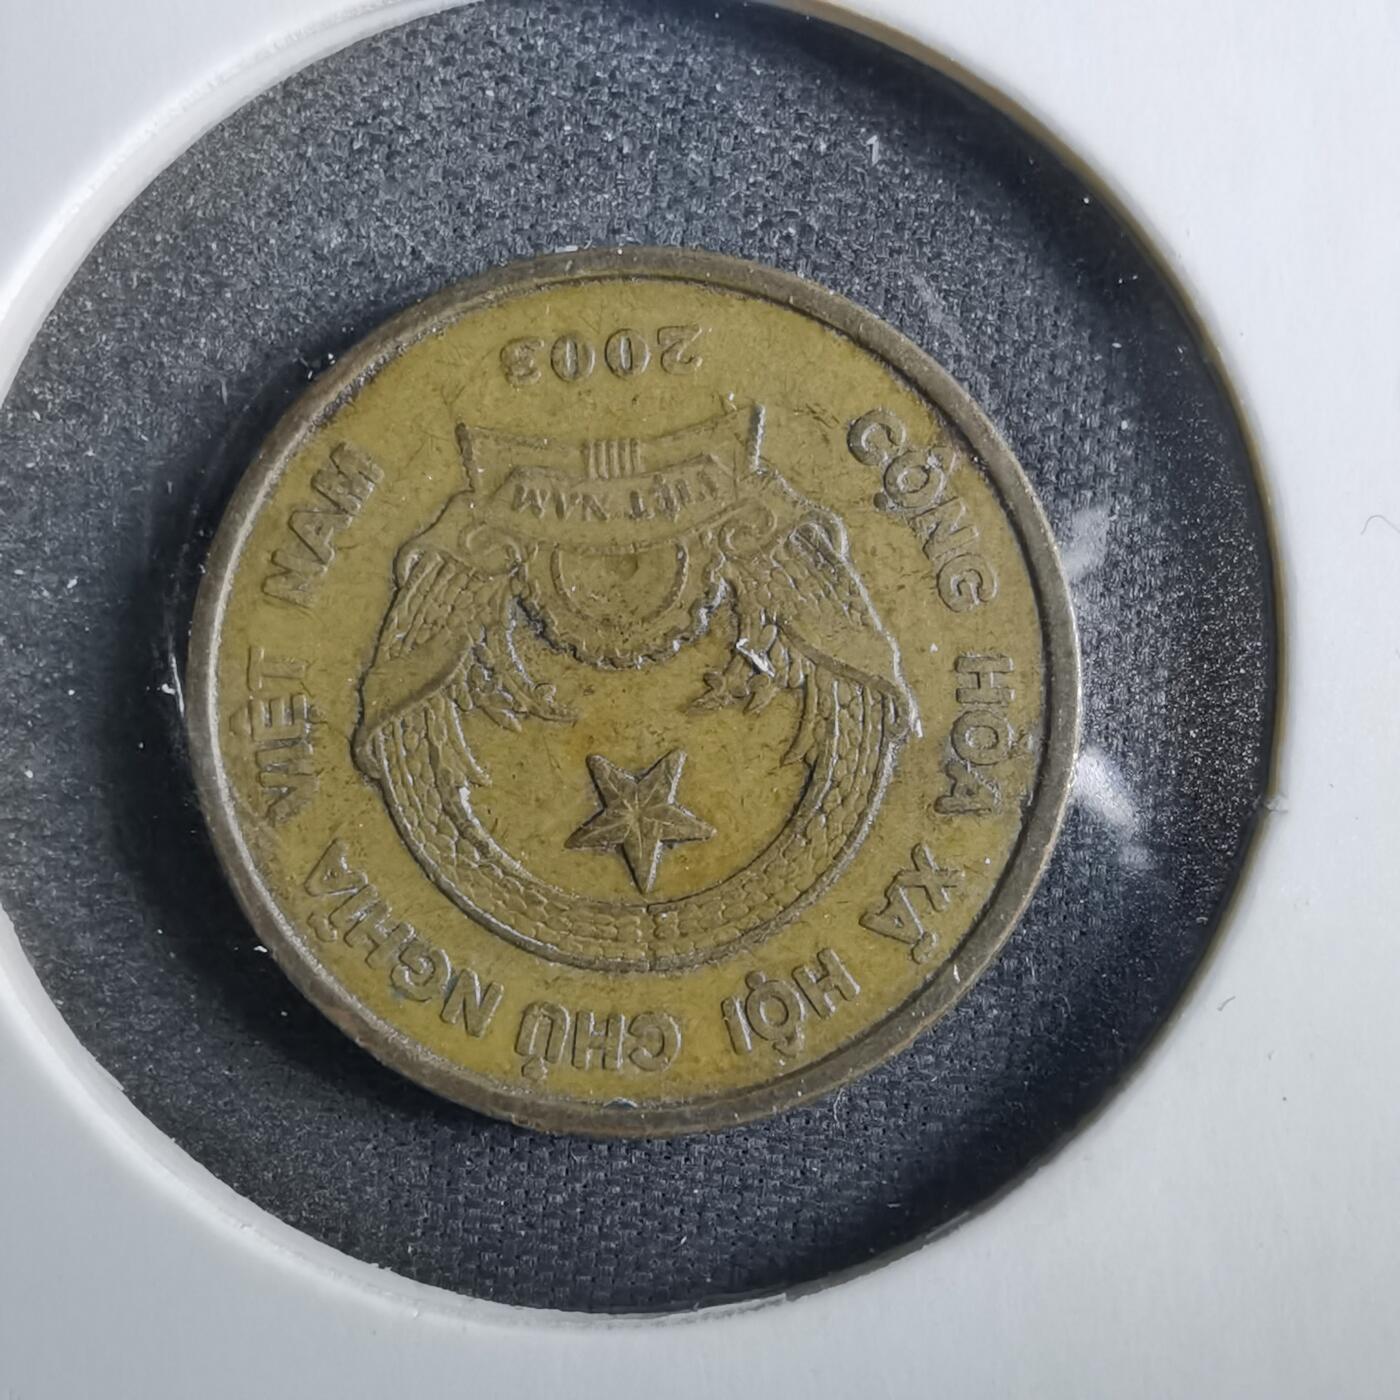 CỘNG HÒA XÃ HỘI CHỦ NGHĨA VIỆT NAM
VIỆT NAM
2003